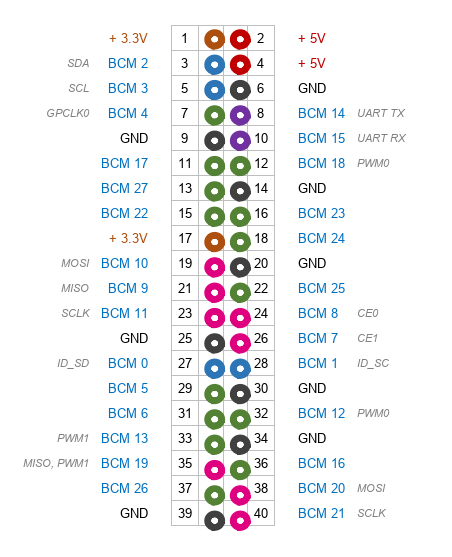 + 3.3V 1 2 + 5V
SDA BCM 2 3 4 + 5V
SCL BCM 3 5 6 GND
GPCLK0 BCM 4 7 8 BCM 14 UART TX
GND 9 10 BCM 15 UART RX
BCM 17 11 12 BCM 18 PWM0
BCM 27 13 14 GND
BCM 22 15 16 BCM 23
+ 3.3V 17 18 BCM 24
MOSI BCM 10 19 20 GND
MISO BCM 9 21 22 BCM 25
SCLK BCM 11 23 24 BCM 8 CE0
GND 25 26 BCM 7 CE1
ID_SD BCM 0 27 28 BCM 1 ID_SC
BCM 5 29 30 GND
BCM 6 31 32 BCM 12 PWM0
PWM1 BCM 13 33 34 GND
MISO, PWM1 BCM 19 35 36 BCM 16
BCM 26 37 38 BCM 20 MOSI
GND 39 40 BCM 21 SCLK